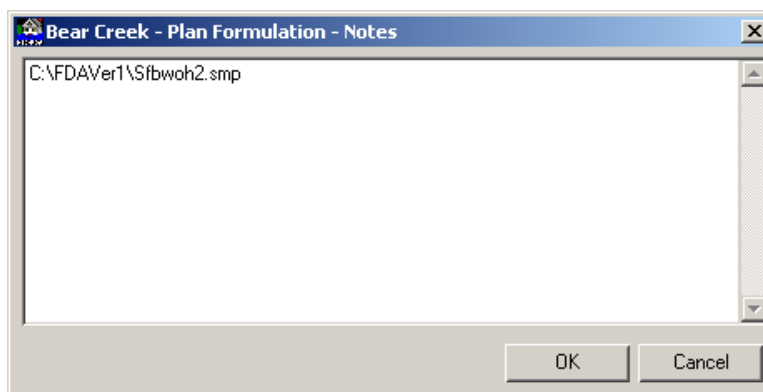 Bear Creek - Plan Formulation - Notes
C:\FDAVer1\Sfbwoh2.smp
OK
Cancel